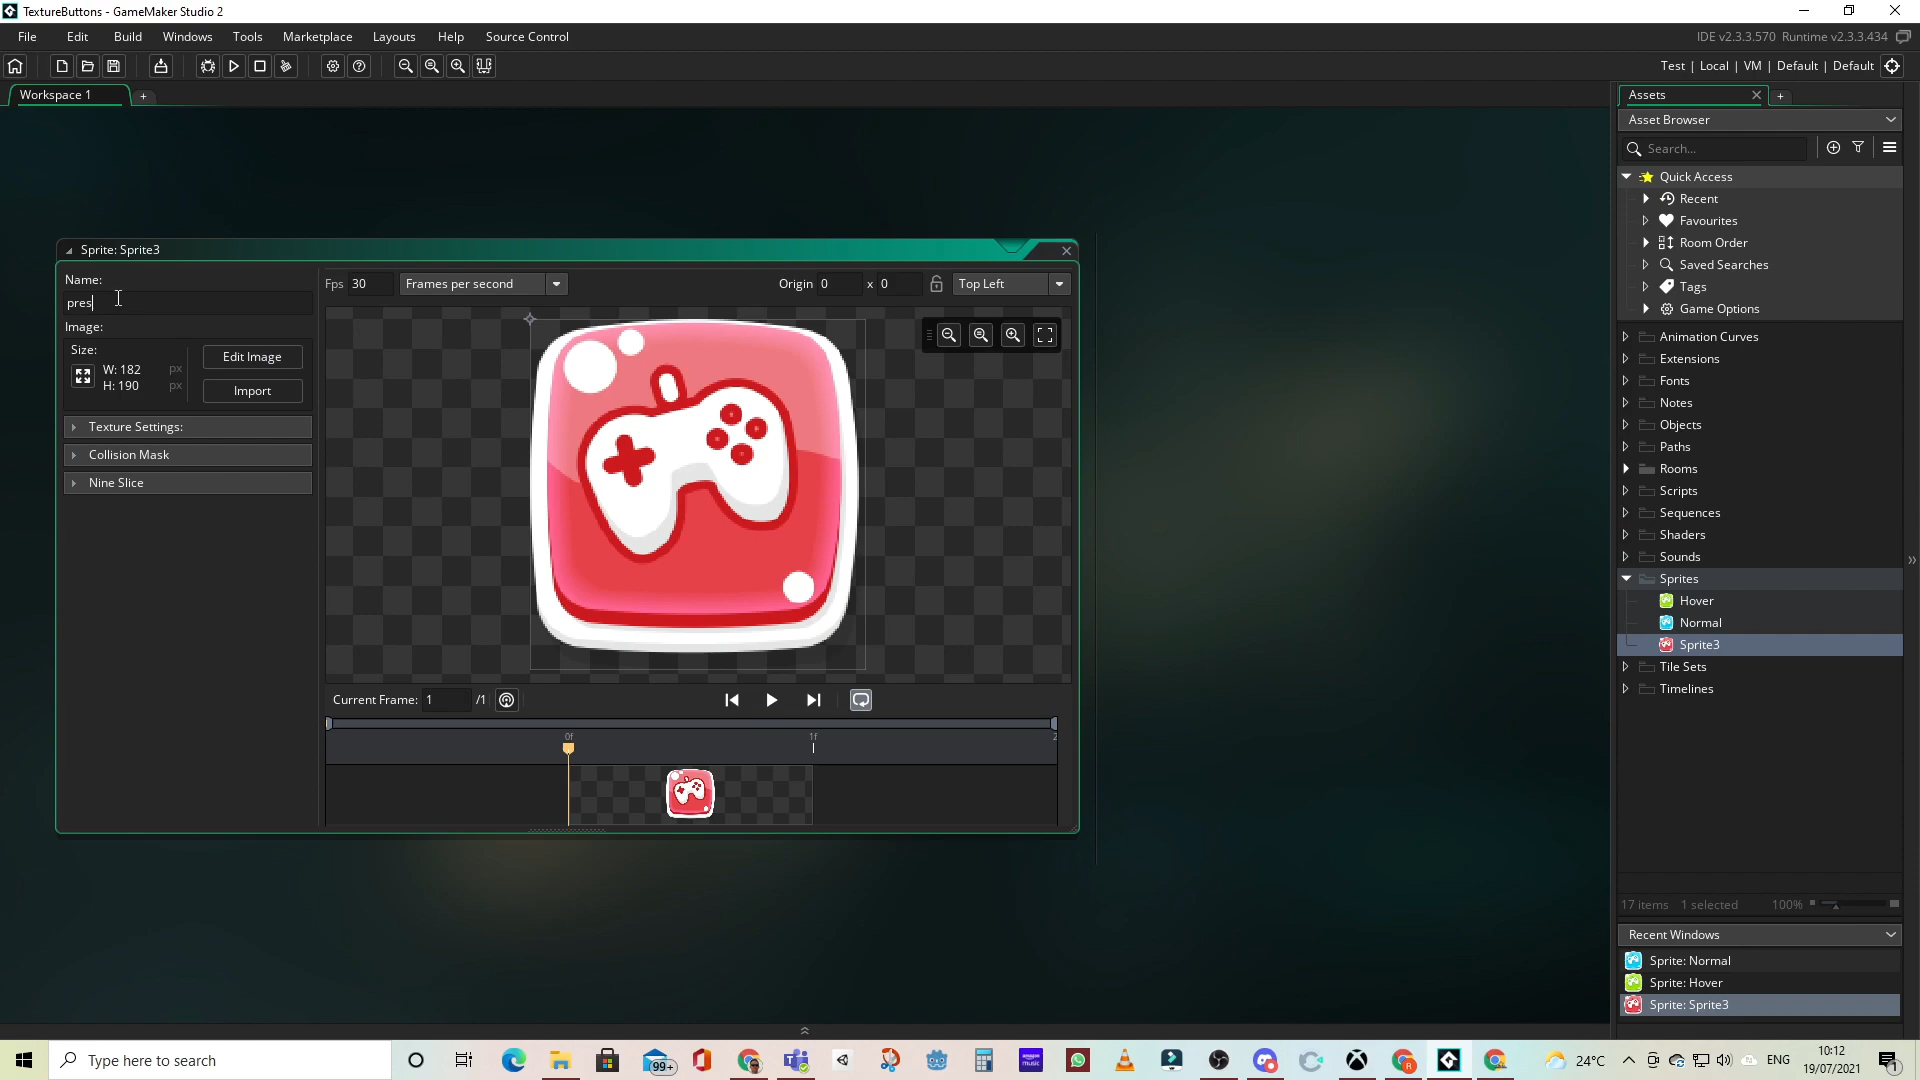 TextureButtons - GameMaker Studio 2
File Edit Build Windows Tools Marketplace Layouts Help Source Control
IDE v2.3.3.570 Runtime v2.3.3.434
Test | Local | VM | Default | Default
Workspace 1
+
Assets
+
Asset Browser
Search...
Quick Access
Recent
Favourites
Room Order
Saved Searches
Tags
Game Options
Animation Curves
Extensions
Fonts
Notes
Objects
Paths
Rooms
Scripts
Sequences
Shaders
Sounds
Sprites
Hover
Normal
Sprite3
Tile Sets
Timelines
17 items 1 selected 100%
Recent Windows
Sprite: Normal
Sprite: Hover
Sprite: Sprite3
Sprite: Sprite3
Name:
pres
Image:
Size:
W: 182 px
H: 190 px
Edit Image
Import
Texture Settings:
Collision Mask
Nine Slice
Fps 30 Frames per second
Origin 0 x 0 Top Left
Current Frame: 1 /1
0f 1f 2
Type here to search
99+
24°C
ENG
10:12
19/07/2021
1